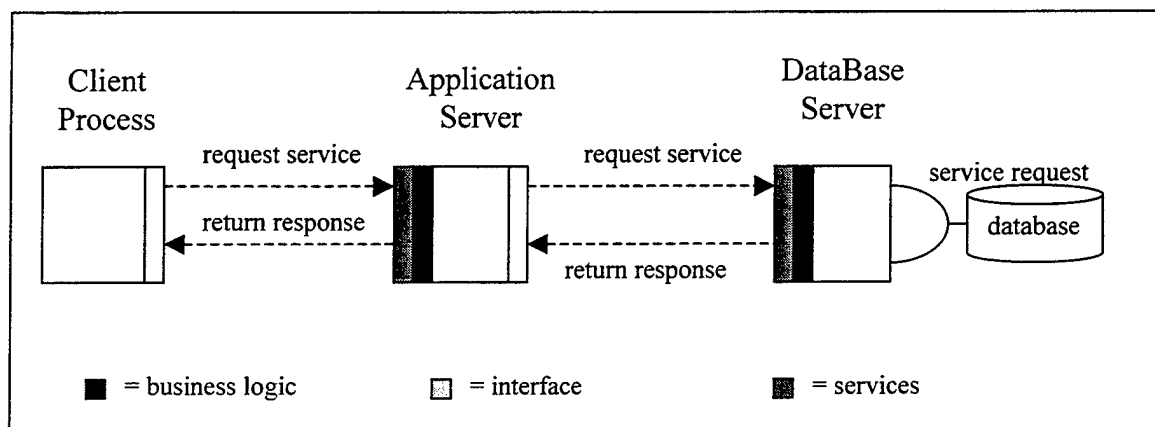 Client
Process
Application
Server
DataBase
Server
request service
request service
service request
return response
database
return response
= business logic
= interface
= services